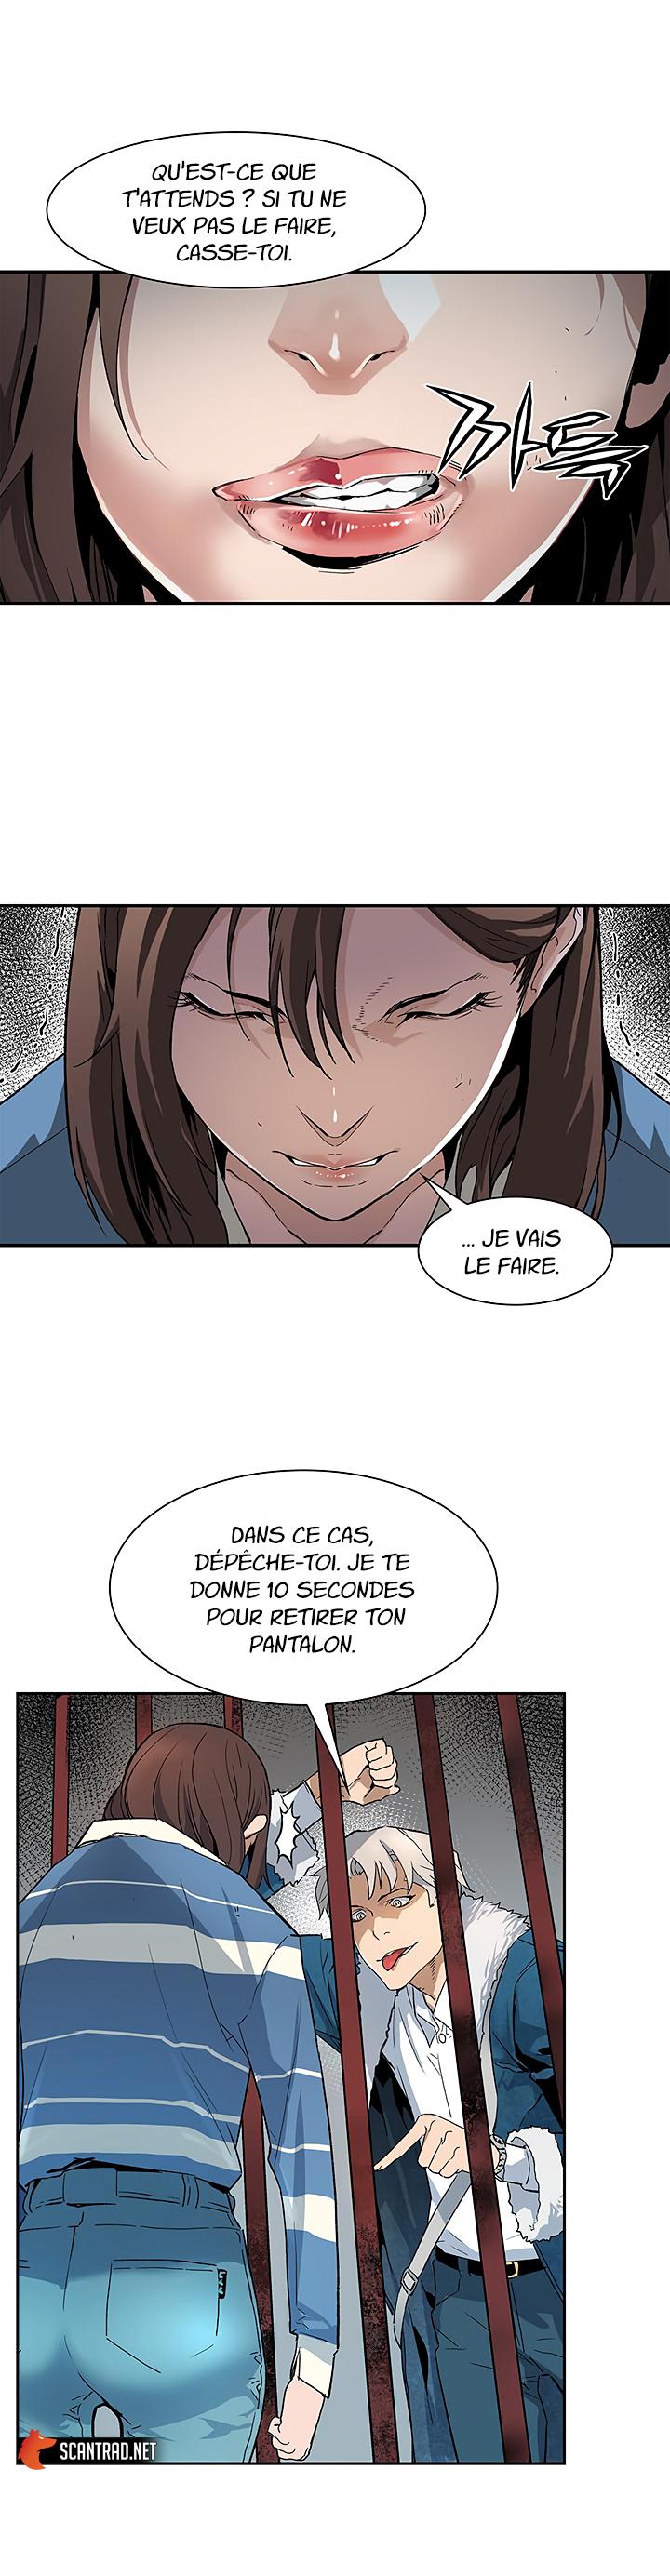 QU'EST-CE QUE
T'ATTENDS ? SI TU NE
VEUX PAS LE FAIRE,
CASSE-TOI.
까득
... JE VAIS
LE FAIRE.
DANS CE CAS,
DÉPÊCHE-TOI. JE TE
DONNE 10 SECONDES
POUR RETIRER TON
PANTALON.
SCANTRAD.NET